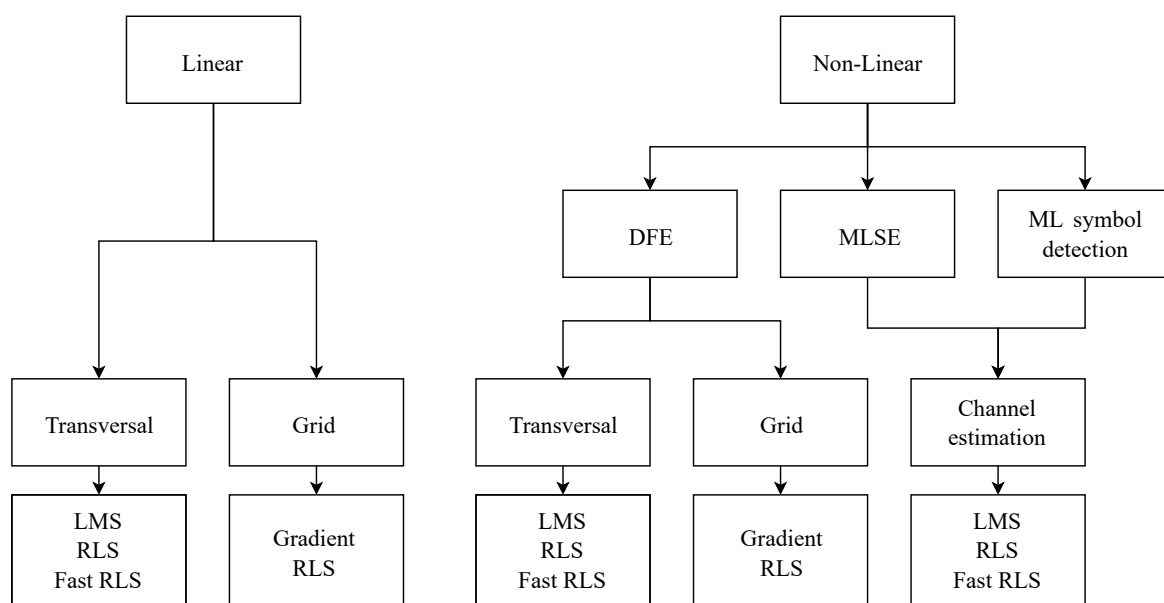 Linear
Non-Linear
DFE
MLSE
ML symbol
detection
Transversal
Grid
Transversal
Grid
Channel
estimation
LMS
RLS
Fast RLS
Gradient
RLS
LMS
RLS
Fast RLS
Gradient
RLS
LMS
RLS
Fast RLS